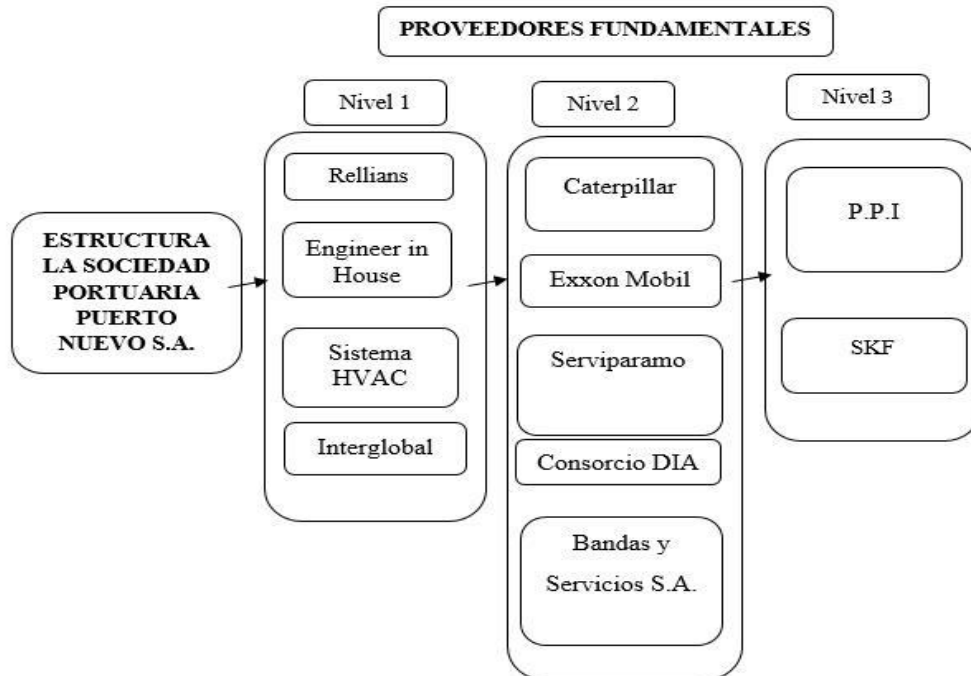 PROVEEDORES FUNDAMENTALES
Nivel 1
Nivel 2
Nivel 3
ESTRUCTURA
LA SOCIEDAD
PORTUARIA
PUERTO
NUEVO S.A.
Rellians
Engineer in
House
Sistema
HVAC
Interglobal
Caterpillar
Exxon Mobil
Serviparamo
Consorcio DIA
Bandas y
Servicios S.A.
P.P.I
SKF